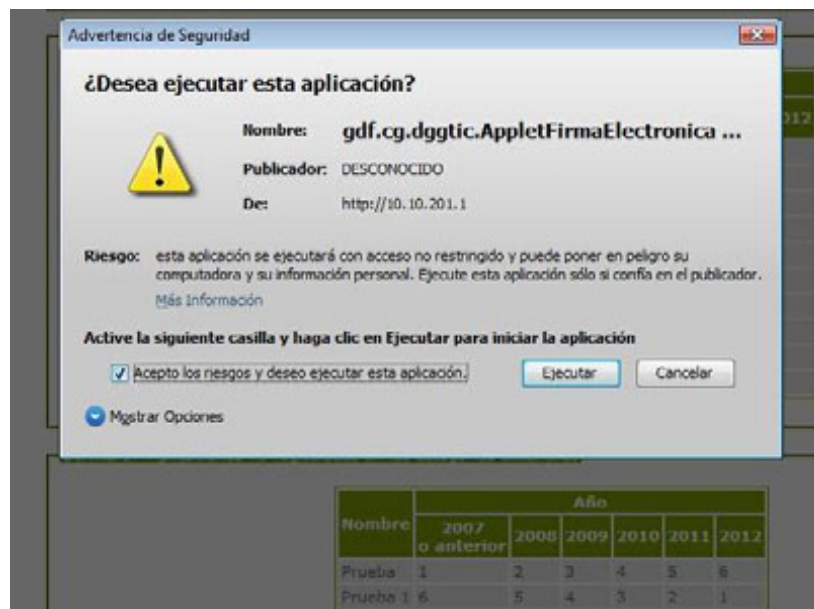 Advertencia de Seguridad
¿Desea ejecutar esta aplicación?
Nombre: gdf.cg.dggtic.AppletFirmaElectronica ...
Publicador: DESCONOCIDO
De: http://10.10.201.1
Riesgo: esta aplicación se ejecutará con acceso no restringido y puede poner en peligro su
computadora y su información personal. Ejecute esta aplicación sólo si confía en el publicador.
Más Información
Active la siguiente casilla y haga clic en Ejecutar para iniciar la aplicación
Acepto los riesgos y deseo ejecutar esta aplicación.
Ejecutar Cancelar
Mostrar Opciones
Año
Nombre 2007 o anterior 2008 2009 2010 2011 2012
Prueba 1 2 3 4 5 6
Prueba 1 6 5 4 3 2 1